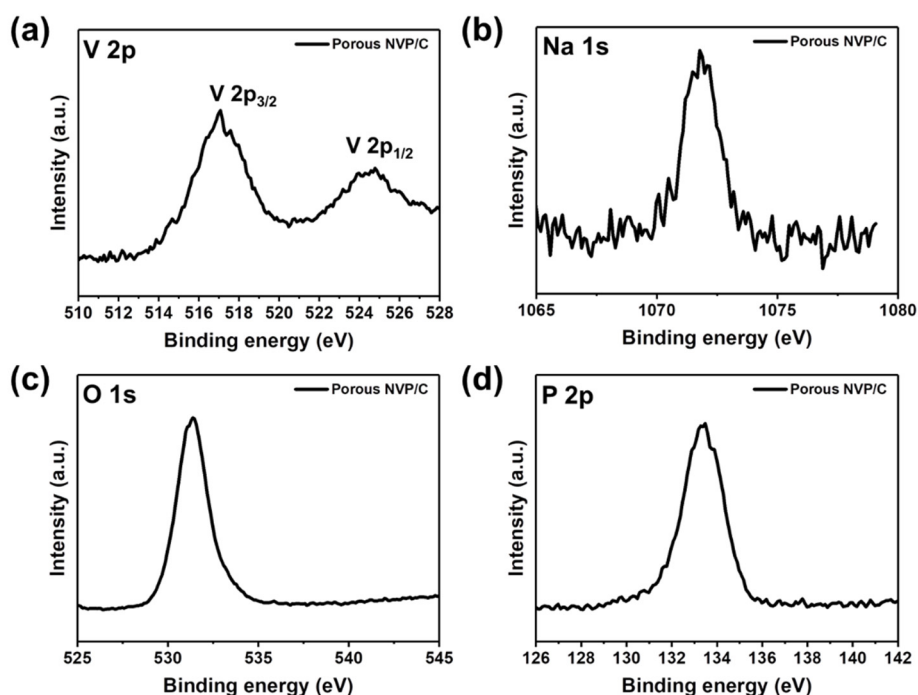 (a)
V 2p
Porous NVP/C
V 2p3/2
V 2p1/2
Intensity (a.u.)
510 512 514 516 518 520 522 524 526 528
Binding energy (eV)
(b)
Na 1s
Porous NVP/C
Intensity (a.u.)
1065 1070 1075 1080
Binding energy (eV)
(c)
O 1s
Porous NVP/C
Intensity (a.u.)
525 530 535 540 545
Binding energy (eV)
(d)
P 2p
Porous NVP/C
Intensity (a.u.)
126 128 130 132 134 136 138 140 142
Binding energy (eV)